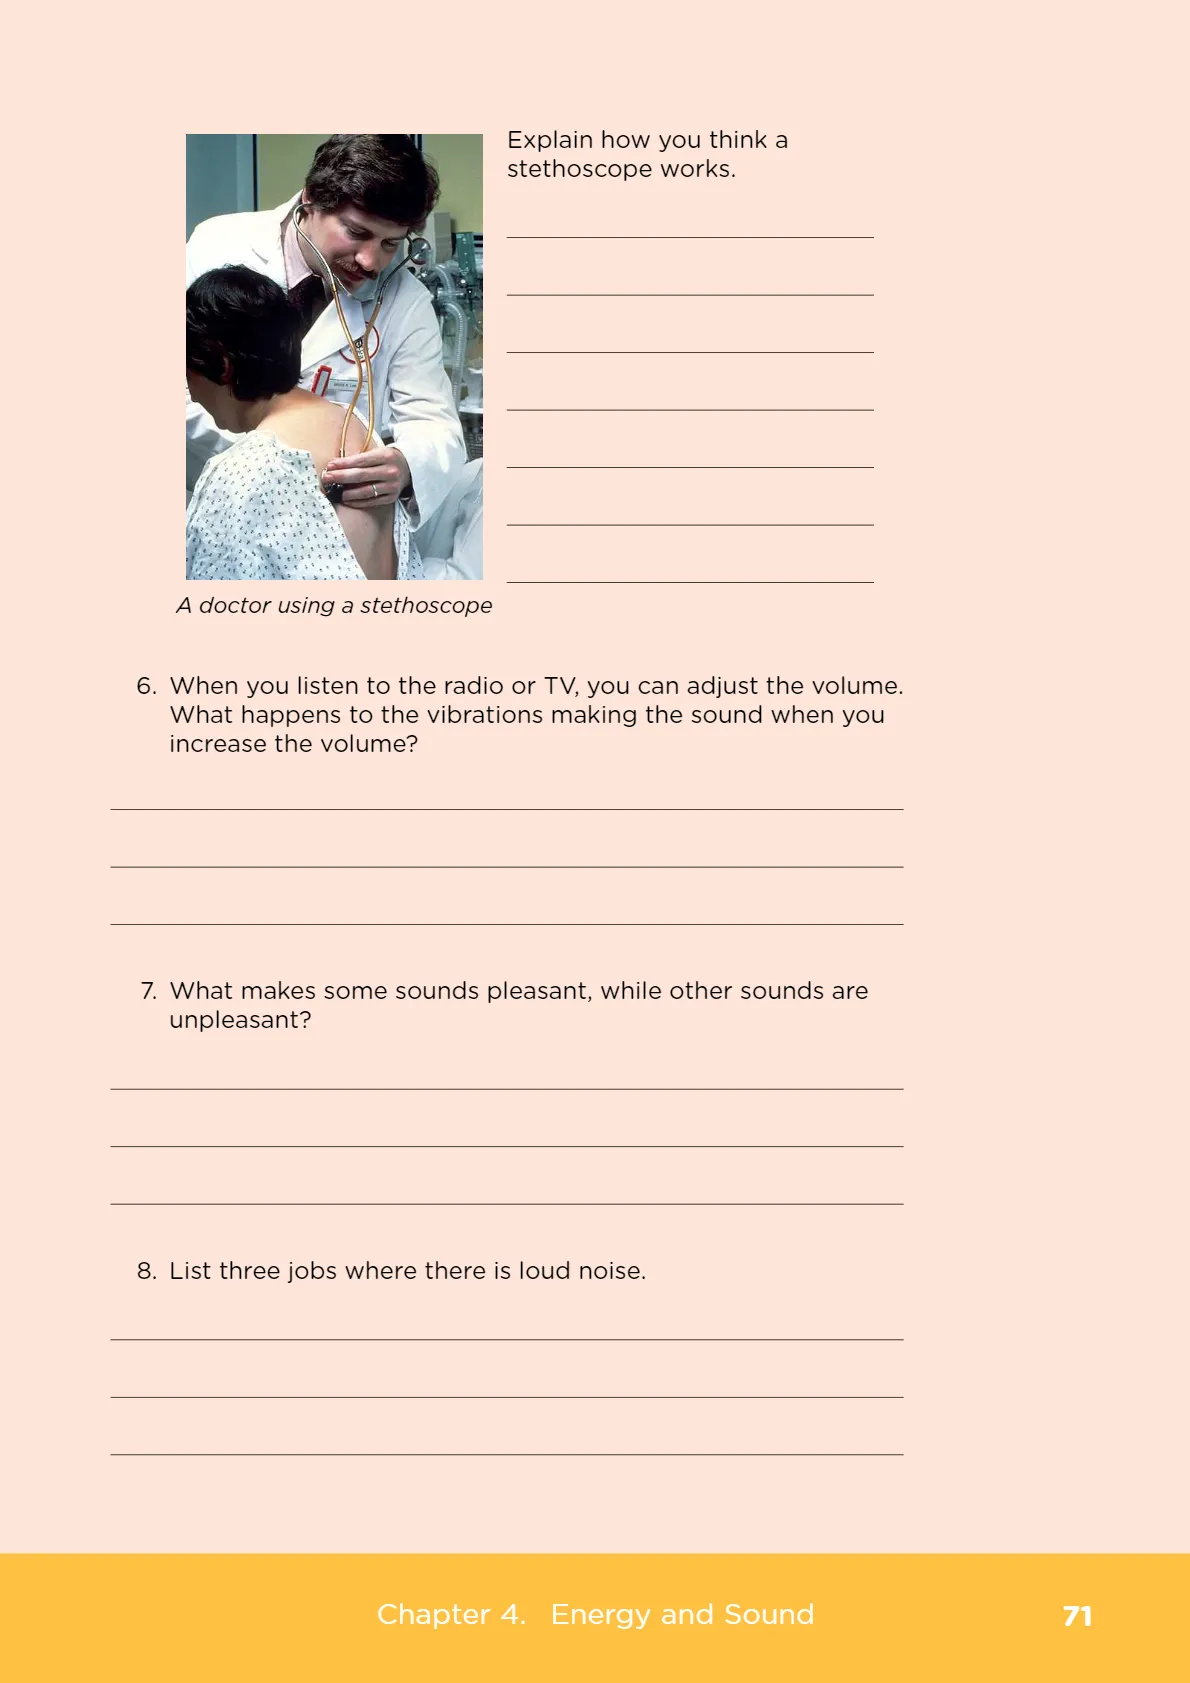 Explain how you think a
stethoscope works.
A doctor using a stethoscope
6. When you listen to the radio or TV, you can adjust the volume.
What happens to the vibrations making the sound when you
increase the volume?
7. What makes some sounds pleasant, while other sounds are
unpleasant?
8. List three jobs where there is loud noise.
Chapter 4. Energy and Sound
71